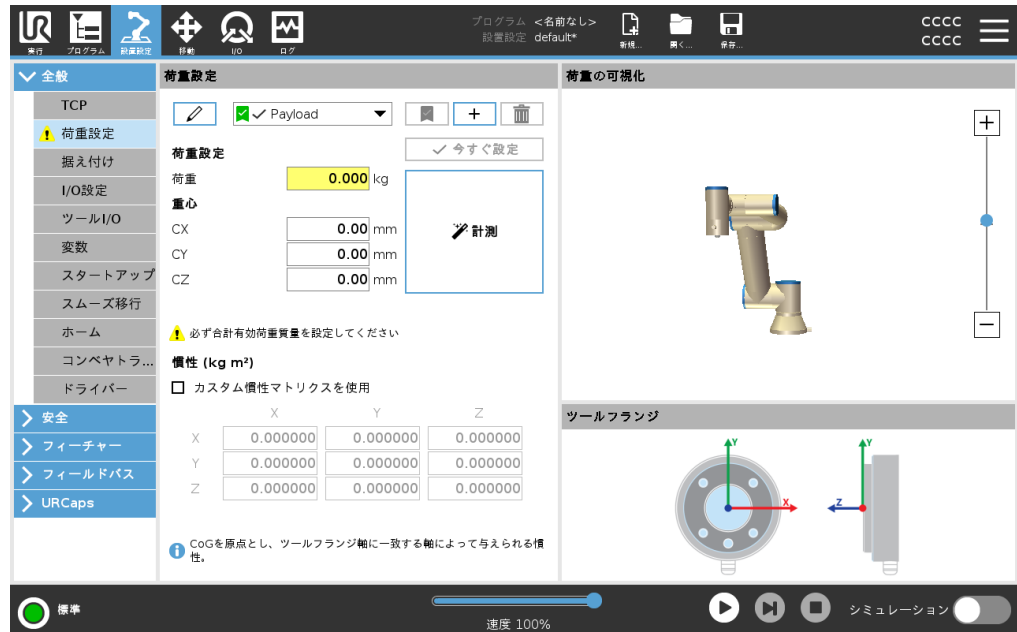 UR
実行
プログラム
設置設定
移動
I/O
ログ
プログラム <名前なし>
設置設定 default*
新規...
開く...
保存...
CCCC
CCCC
全般
TCP
荷重設定
据え付け
I/O設定
ツールI/O
変数
スタートアップ
スムーズ移行
ホーム
コンベヤトラ...
ドライバー
安全
フィーチャー
フィールドバス
URCaps
荷重設定
Payload
+
今すぐ設定
荷重設定
荷重 0.000 kg
重心
CX 0.00 mm
CY 0.00 mm
CZ 0.00 mm
計測
必ず合計有効荷重質量を設定してください
慣性 (kg m²)
カスタム慣性マトリクスを使用
X Y Z
X 0.000000 0.000000 0.000000
Y 0.000000 0.000000 0.000000
Z 0.000000 0.000000 0.000000
CoGを原点とし、ツールフランジ軸に一致する軸によって与えられる慣
性。
荷重の可視化
ツールフランジ
Y
X
Y
Z
標準
速度 100%
シミュレーション